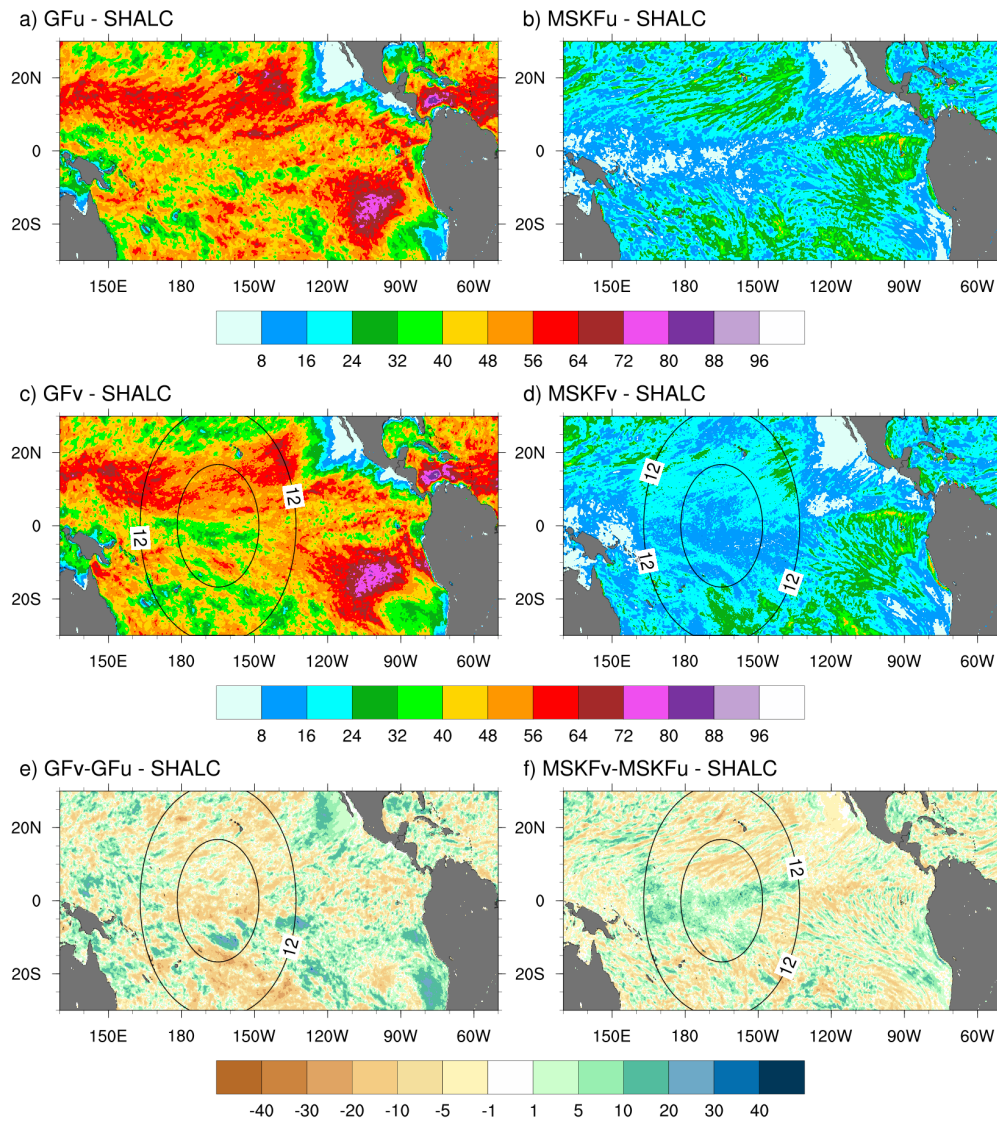 a) GFu - SHALC
b) MSKFu - SHALC
20N
0
20S
150E 180 150W 120W 90W 60W
20N
0
20S
150E 180 150W 120W 90W 60W
8 16 24 32 40 48 56 64 72 80 88 96
c) GFv - SHALC
d) MSKFv - SHALC
20N
0
20S
12
12
150E 180 150W 120W 90W 60W
20N
0
20S
12
12
12
150E 180 150W 120W 90W 60W
8 16 24 32 40 48 56 64 72 80 88 96
e) GFv-GFu - SHALC
f) MSKFv-MSKFu - SHALC
20N
0
20S
12
150E 180 150W 120W 90W 60W
20N
0
20S
12
12
150E 180 150W 120W 90W 60W
-40 -30 -20 -10 -5 -1 1 5 10 20 30 40